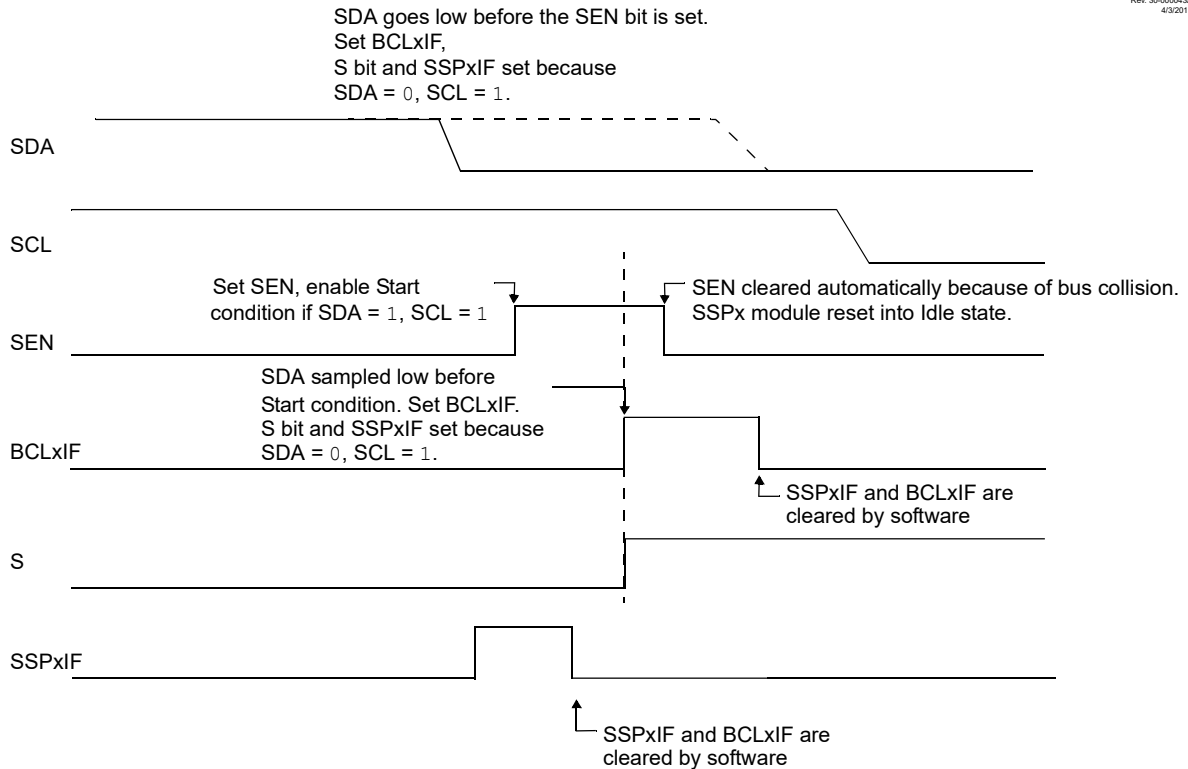 4/3/201
SDA goes low before the SEN bit is set.
Set BCLxIF,
S bit and SSPxIF set because
SDA = 0, SCL = 1.
SDA
SCL
Set SEN, enable Start
condition if SDA = 1, SCL = 1
SEN cleared automatically because of bus collision.
SSPx module reset into Idle state.
SEN
SDA sampled low before
Start condition. Set BCLxIF.
S bit and SSPxIF set because
SDA = 0, SCL = 1.
BCLxIF
SSPxIF and BCLxIF are
cleared by software
S
SSPxIF
SSPxIF and BCLxIF are
cleared by software